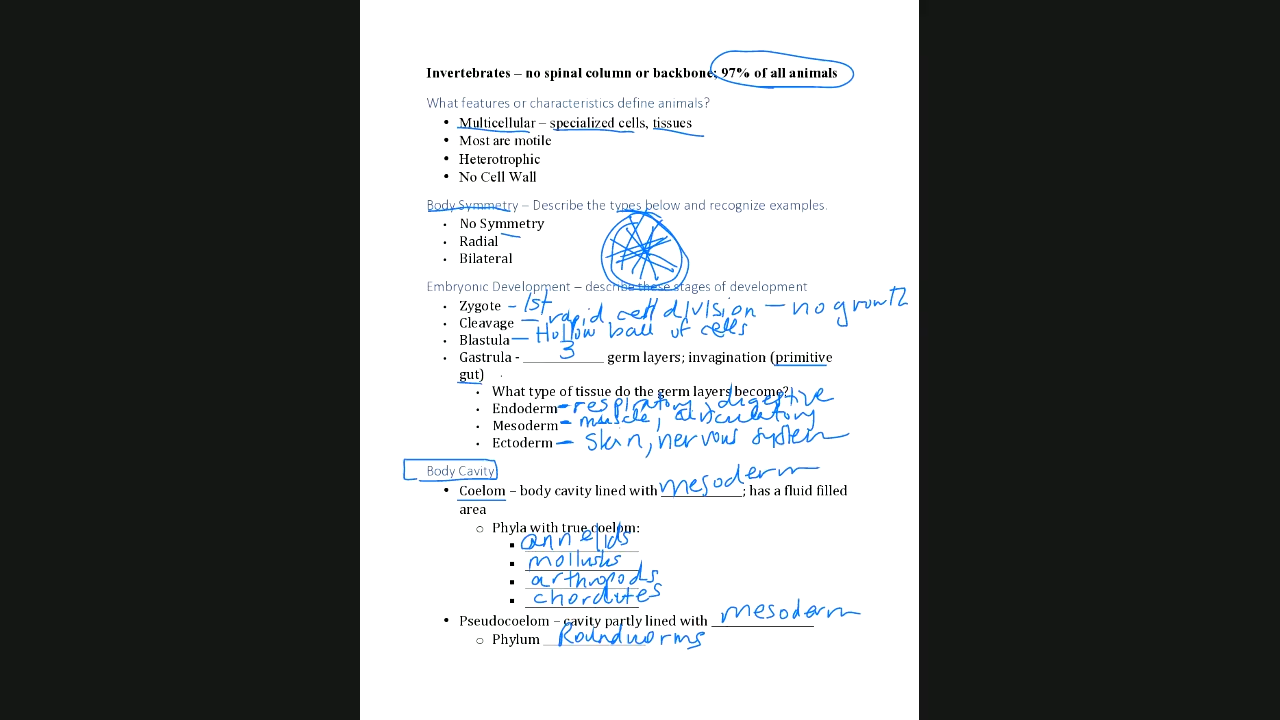 Invertebrates – no spinal column or backbone; 97% of all animals
What features or characteristics define animals?
• Multicellular – specialized cells, tissues
• Most are motile
• Heterotrophic
• No Cell Wall
Body Symmetry – Describe the types below and recognize examples.
• No Symmetry
• Radial
• Bilateral
Embryonic Development – describe these stages of development
• Zygote – 1st
• Cleavage – rapid cell division – no growth
• Blastula – Hollow ball of cells
• Gastrula - 3 germ layers; invagination (primitive
gut)
• What type of tissue do the germ layers become?
• Endoderm – respiratory, digestive
• Mesoderm – muscle, circulatory
• Ectoderm – skin, nervous system
Body Cavity
• Coelom – body cavity lined with mesoderm; has a fluid filled
area
o Phyla with true coelom:
▪ annelids
▪ mollusks
▪ arthropods
▪ chordates
• Pseudocoelom – cavity partly lined with mesoderm
o Phylum Roundworms